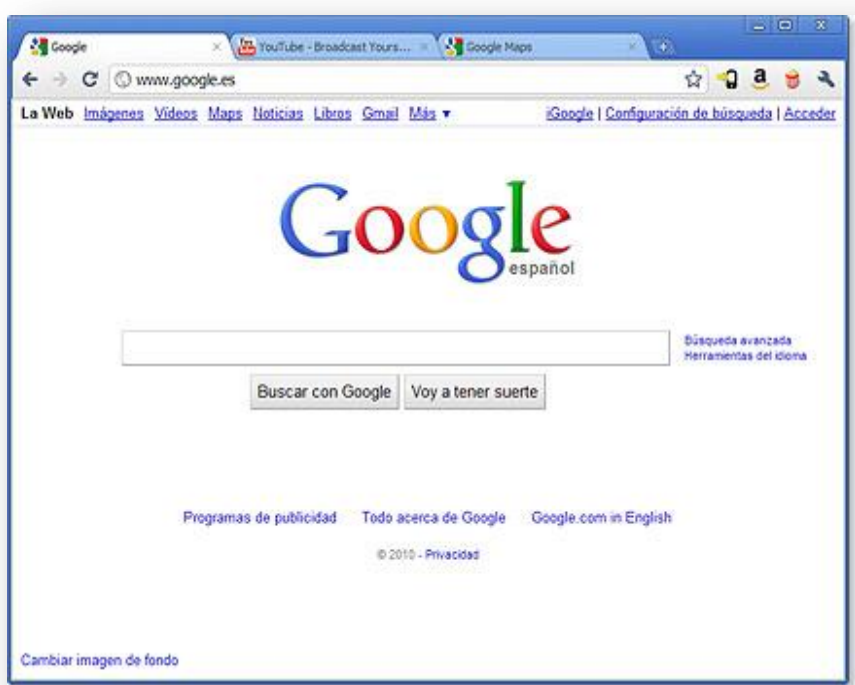 Google YouTube - Broadcast Yours... Google Maps
www.google.es
La Web Imágenes Vídeos Maps Noticias Libros Gmail Más ▼ iGoogle | Configuración de búsqueda | Acceder
Google
español
Búsqueda avanzada
Herramientas del idioma
Buscar con Google Voy a tener suerte
Programas de publicidad Todo acerca de Google Google.com in English
© 2010 - Privacidad
Cambiar imagen de fondo